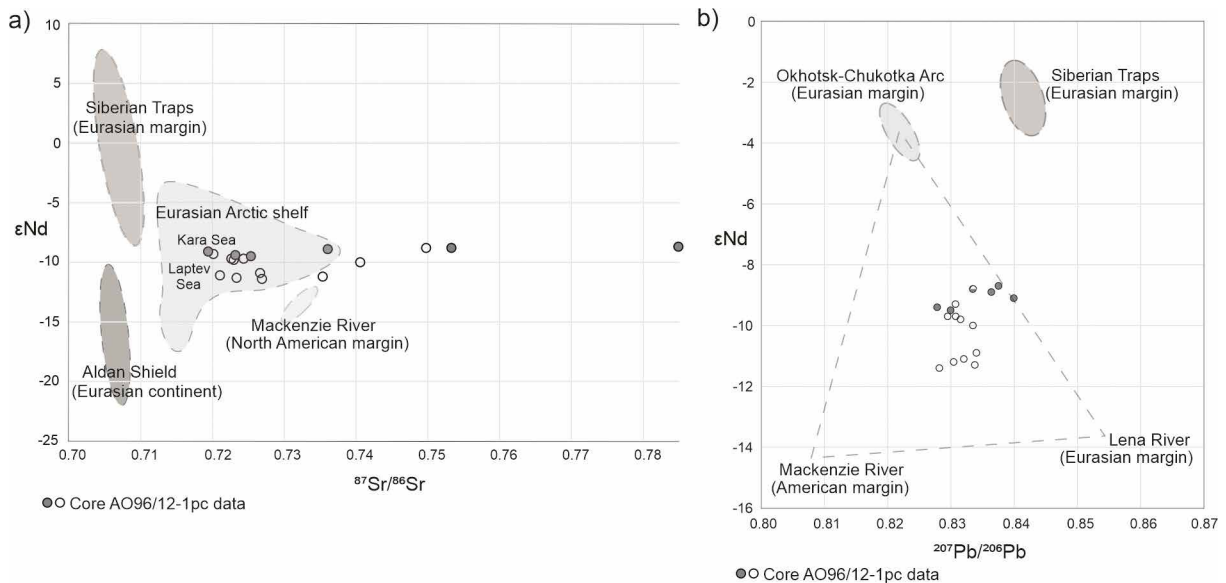 a)
10
5
0
-5
εNd
-10
-15
-20
-25
Siberian Traps
(Eurasian margin)
Eurasian Arctic shelf
Kara Sea
Laptev
Sea
Mackenzie River
(North American margin)
Aldan Shield
(Eurasian continent)
0.70 0.71 0.72 0.73 0.74 0.75 0.76 0.77 0.78
⁸⁷Sr/⁸⁶Sr
Core AO96/12-1pc data
b)
0
-2
-4
-6
εNd
-8
-10
-12
-14
-16
Okhotsk-Chukotka Arc
(Eurasian margin)
Siberian Traps
(Eurasian margin)
Lena River
(Eurasian margin)
Mackenzie River
(American margin)
0.80 0.81 0.82 0.83 0.84 0.85 0.86 0.87
²⁰⁷Pb/²⁰⁶Pb
Core AO96/12-1pc data